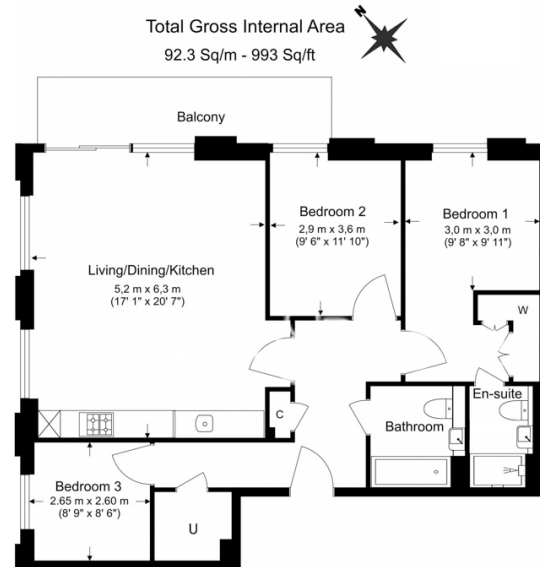 N
Total Gross Internal Area
92.3 Sq/m - 993 Sq/ft
Balcony
Bedroom 2
2,9 m x 3,6 m
(9' 6" x 11' 10")
Bedroom 1
3,0 m x 3,0 m
(9' 8" x 9' 11")
Living/Dining/Kitchen
5,2 m x 6,3 m
(17' 1" x 20' 7")
W
En-suite
C
Bathroom
Bedroom 3
2.65 m x 2.60 m
(8' 9" x 8' 6")
U